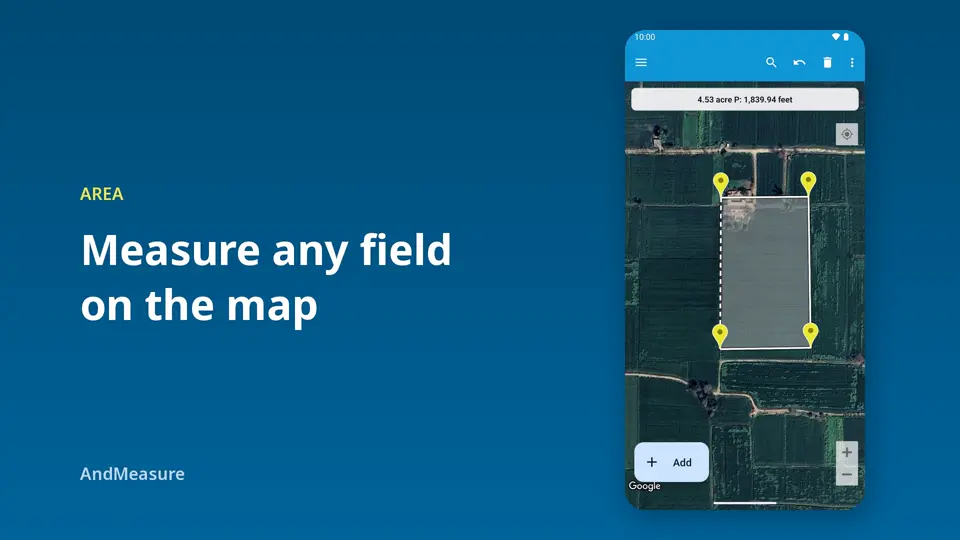 AREA
Measure any field
on the map
AndMeasure
10:00
4.53 acre P: 1,839.94 feet
+ Add
+
−
Google